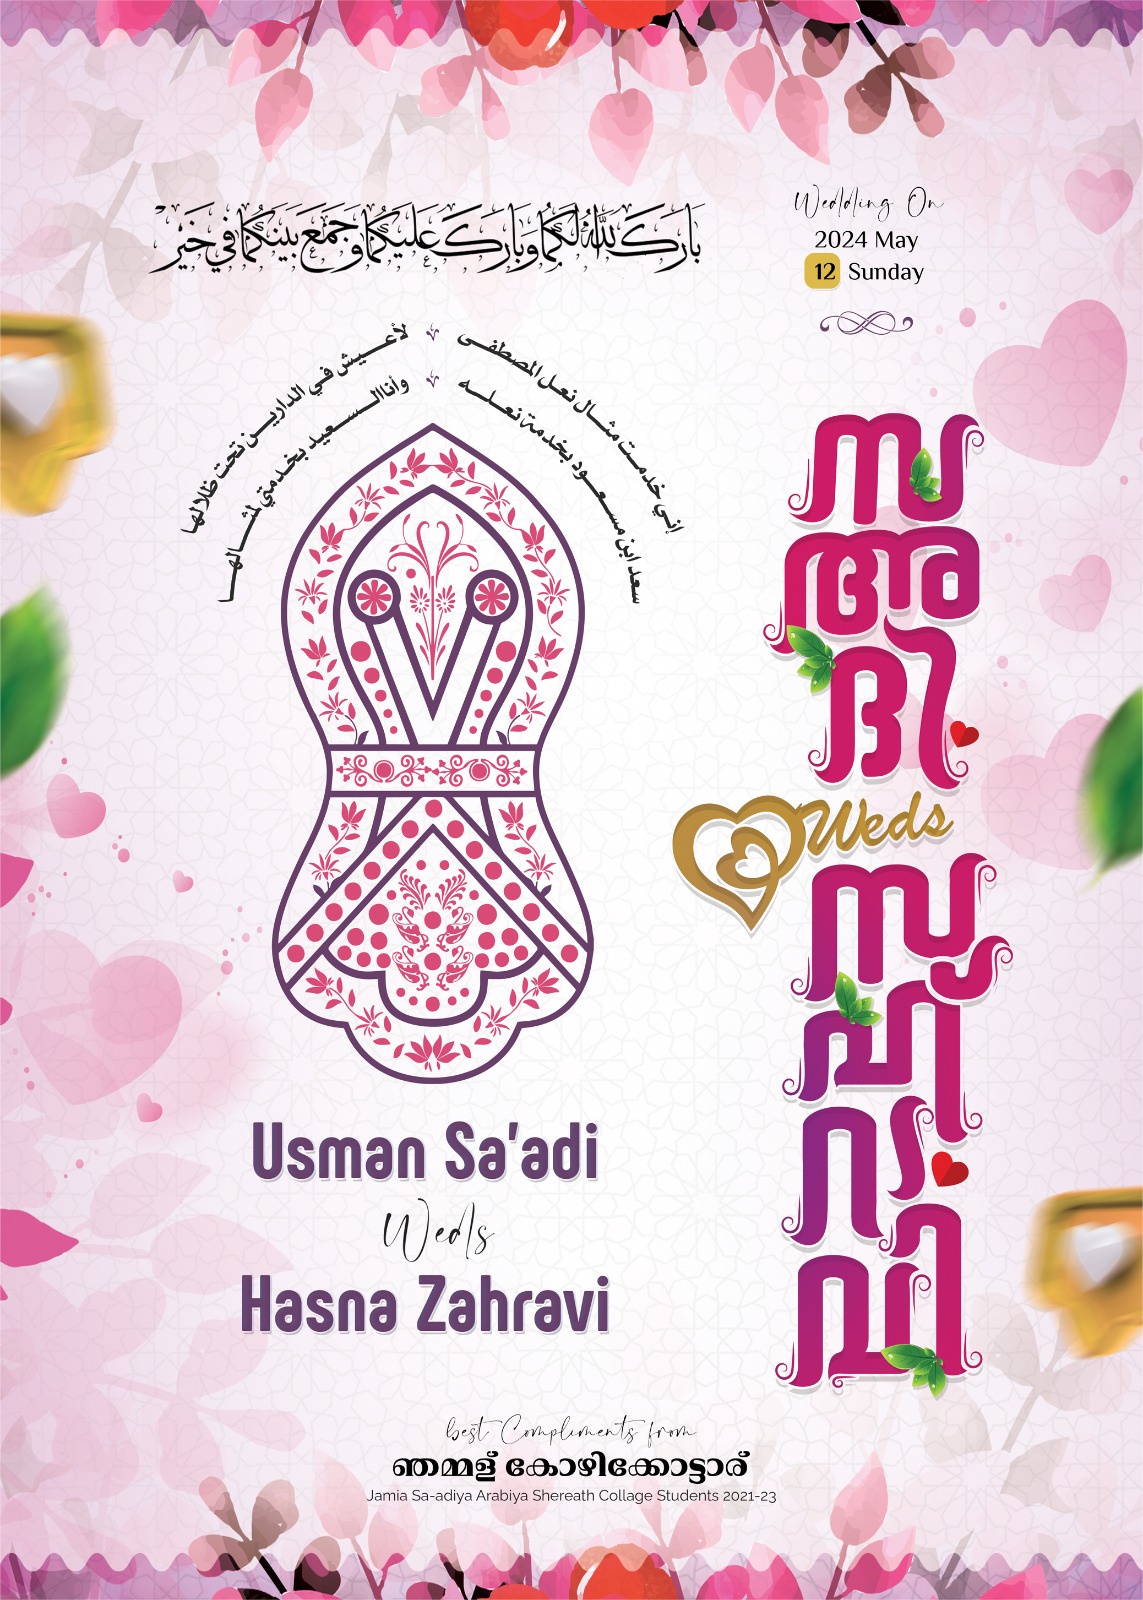 بارك الله لكما وبارك عليكما وجمع بينكما في خير
Wedding On
2024 May
12 Sunday
إني خدمت مثال نعل المصطفى لأعيش في الدارين تحت ظلالها
سعد ابن مسعود بخدمة نعله وأنا السعيد بخدمتي لمثالها
സഅദി
Weds
Usman Sa'adi
Weds
Hasna Zahravi
best Compliments from
ഞമ്മള് കോഴിക്കോട്ടാര്
Jamia Sa-adiya Arabiya Shereath Collage Students 2021-23